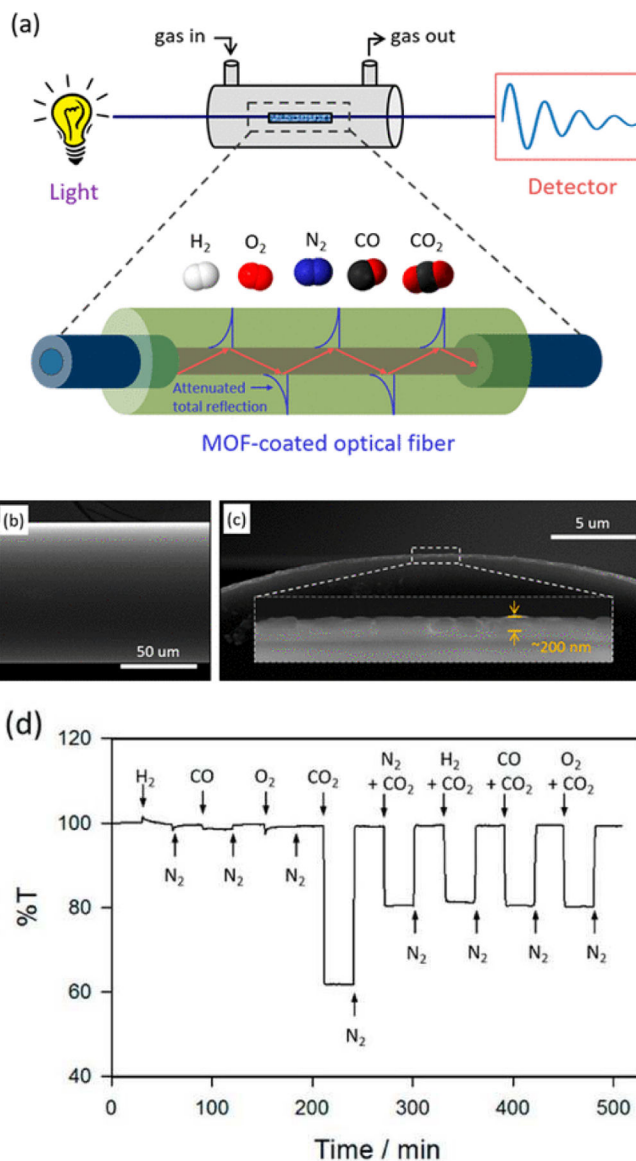 (a)
gas in
gas out
Light
Detector
H₂ O₂ N₂ CO CO₂
Attenuated
total reflection
MOF-coated optical fiber
(b)
50 um
(c)
5 um
~200 nm
(d)
120
100
80
60
40
%T
H₂
CO
O₂
CO₂
N₂
+ CO₂
H₂
+ CO₂
CO
+ CO₂
O₂
+ CO₂
N₂
N₂
N₂
N₂
N₂
N₂
N₂
N₂
0 100 200 300 400 500
Time / min